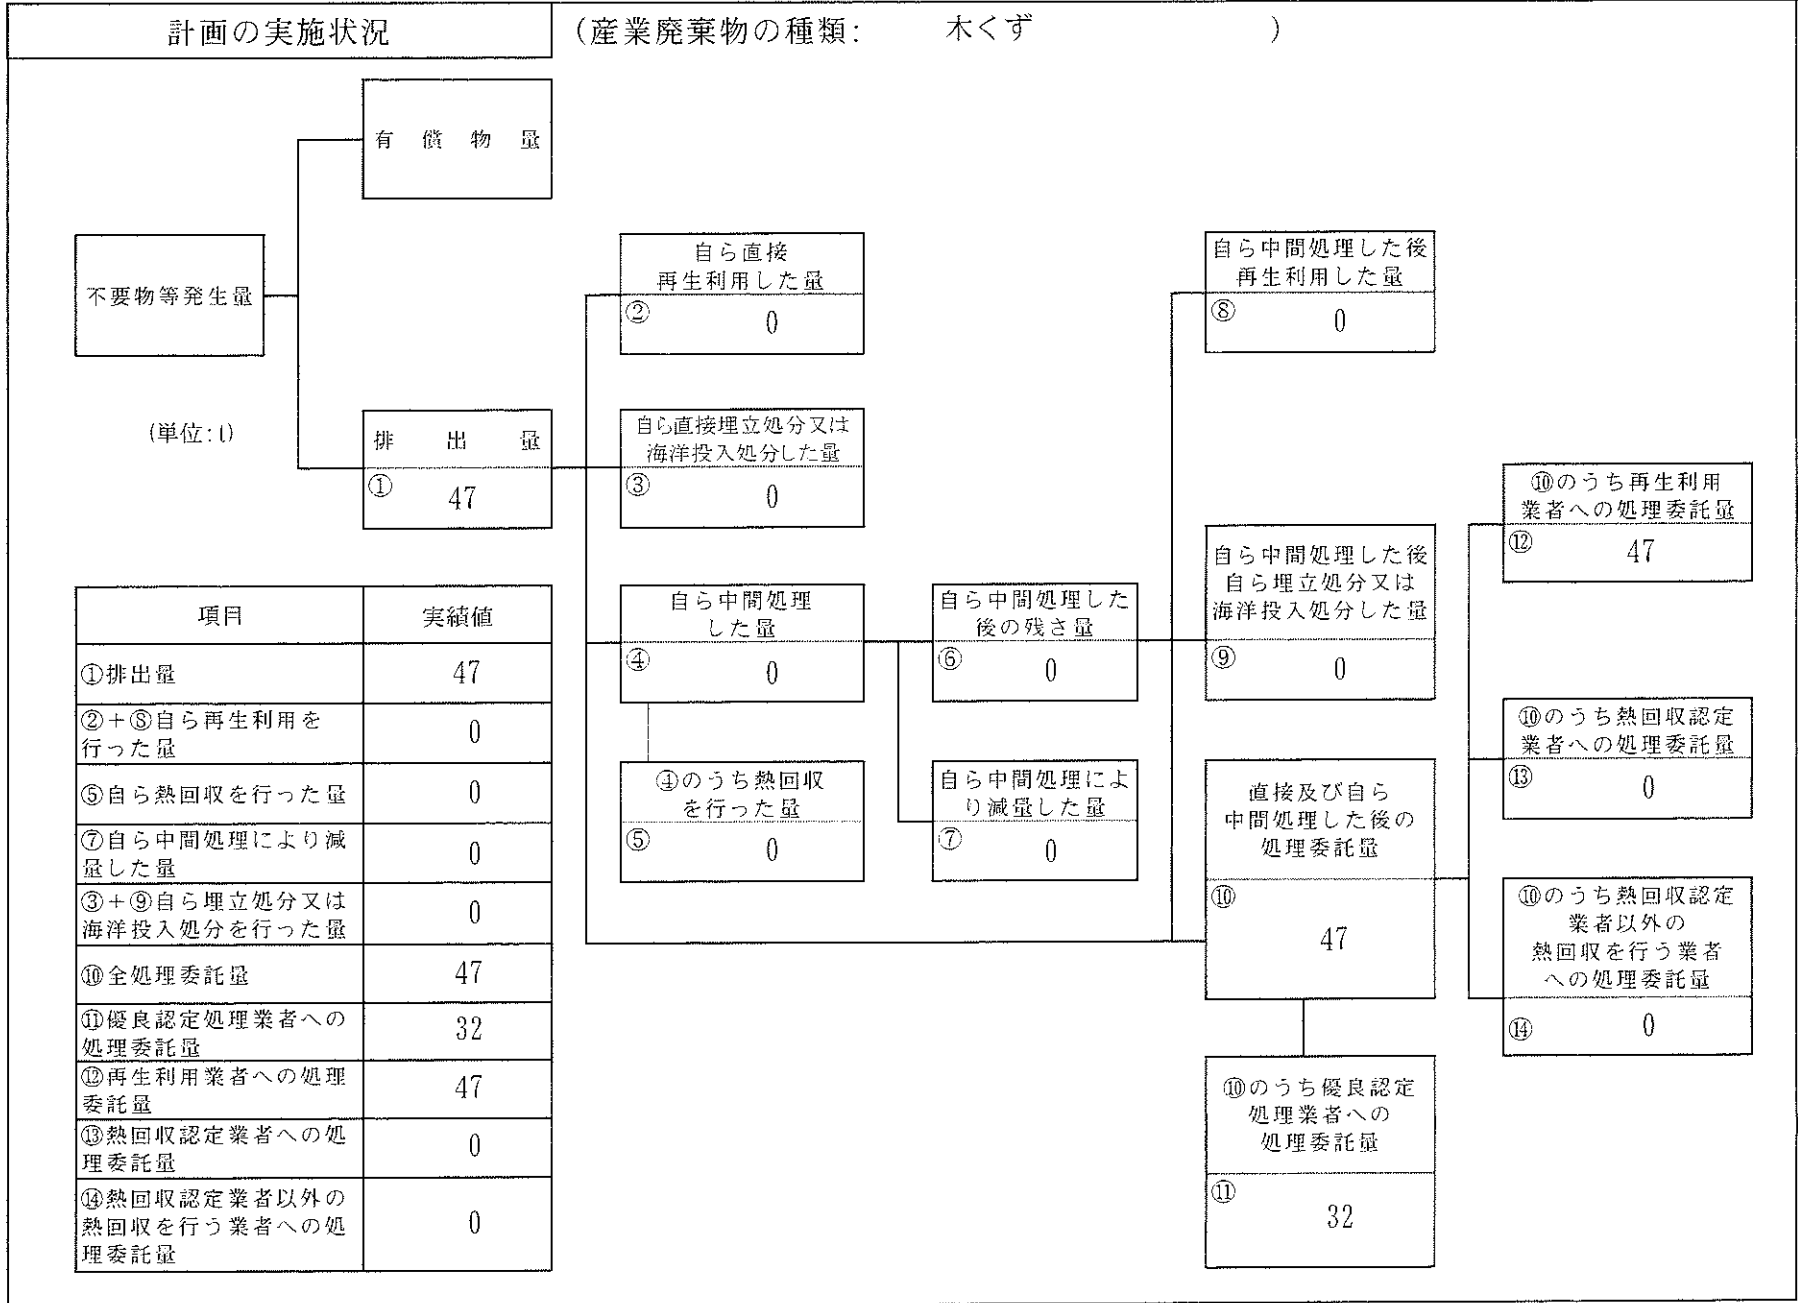 計画の実施状況
(産業廃棄物の種類: 木くず )
有償物量
不要物等発生量
(単位:t)
排出量
① 47
自ら直接
再生利用した量
② 0
自ら直接埋立処分又は
海洋投入処分した量
③ 0
自ら中間処理
した量
④ 0
④のうち熱回収
を行った量
⑤ 0
自ら中間処理した
後の残さ量
⑥ 0
自ら中間処理によ
り減量した量
⑦ 0
自ら中間処理した後
再生利用した量
⑧ 0
自ら中間処理した後
自ら埋立処分又は
海洋投入処分した量
⑨ 0
直接及び自ら
中間処理した後の
処理委託量
⑩
47
⑩のうち優良認定
処理業者への
処理委託量
⑪
32
⑩のうち再生利用
業者への処理委託量
⑫ 47
⑩のうち熱回収認定
業者への処理委託量
⑬ 0
⑩のうち熱回収認定
業者以外の
熱回収を行う業者
への処理委託量
⑭ 0
項目 実績値
①排出量 47
②+⑧自ら再生利用を
行った量 0
⑤自ら熱回収を行った量 0
⑦自ら中間処理により減
量した量 0
③+⑨自ら埋立処分又は
海洋投入処分を行った量 0
⑩全処理委託量 47
⑪優良認定処理業者への
処理委託量 32
⑫再生利用業者への処理
委託量 47
⑬熱回収認定業者への処
理委託量 0
⑭熱回収認定業者以外の
熱回収を行う業者への処
理委託量 0